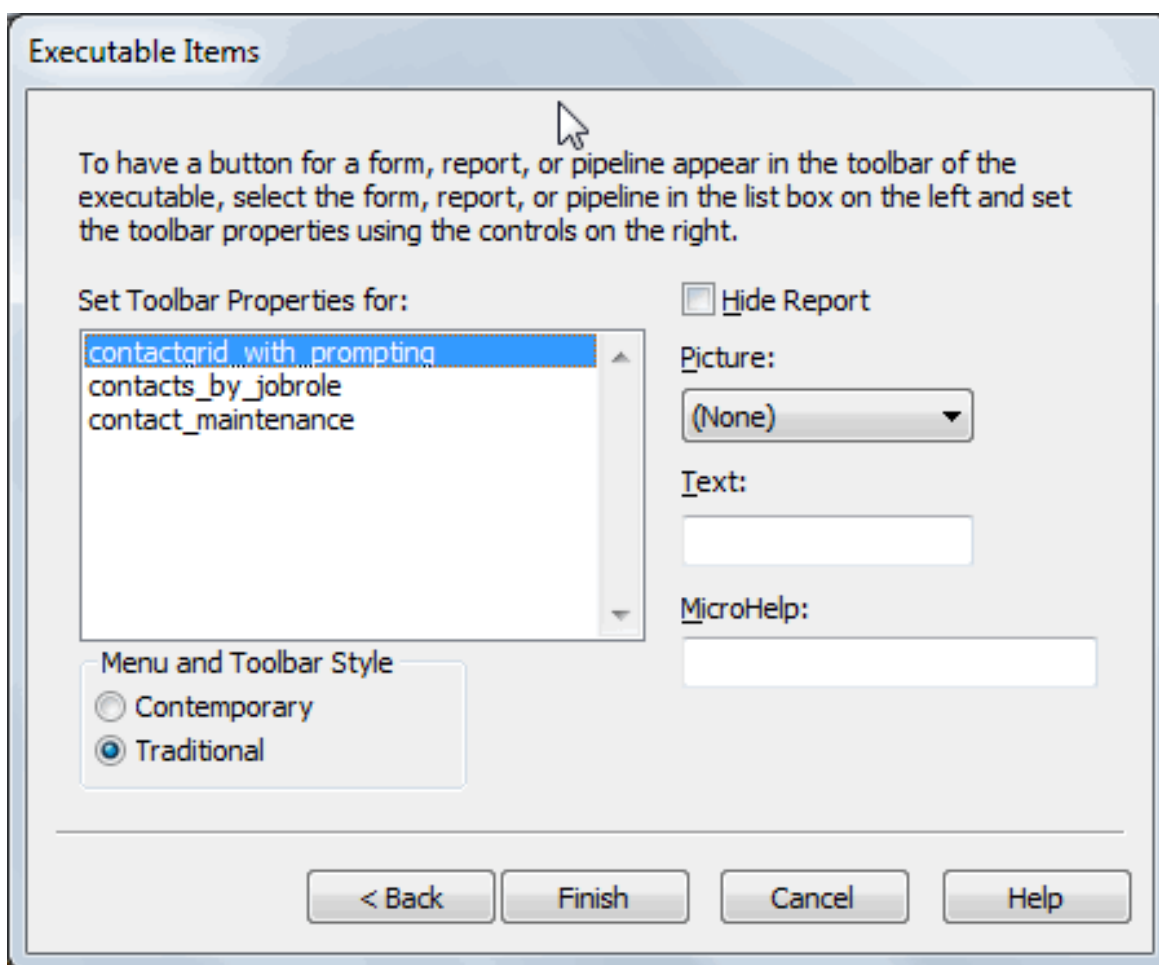 Executable Items
To have a button for a form, report, or pipeline appear in the toolbar of the
executable, select the form, report, or pipeline in the list box on the left and set
the toolbar properties using the controls on the right.
Set Toolbar Properties for:
contactgrid_with_prompting
contacts_by_jobrole
contact_maintenance
Menu and Toolbar Style
Contemporary
Traditional
Hide Report
Picture:
(None)
Text:
MicroHelp:
< Back
Finish
Cancel
Help